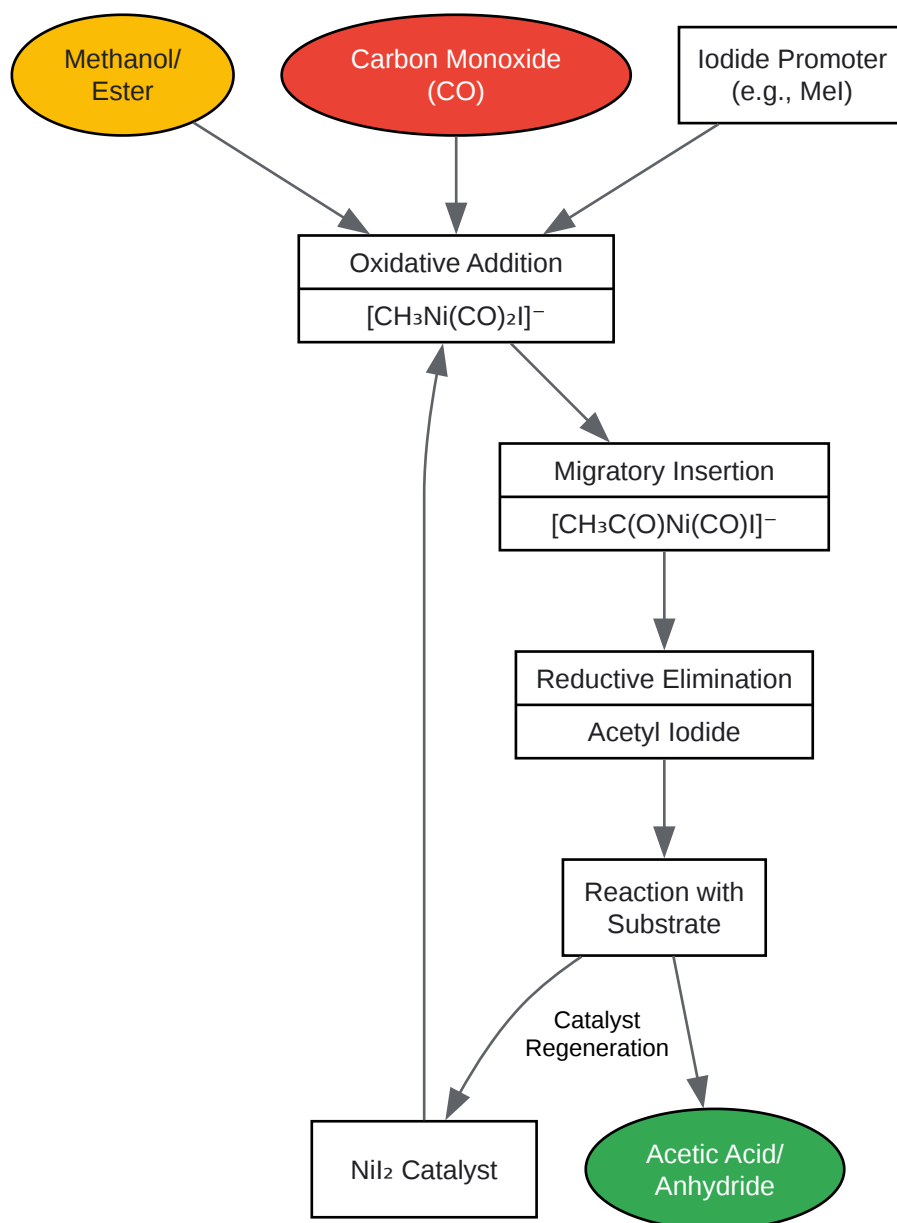 Methanol/
Ester
Carbon Monoxide
(CO)
Iodide Promoter
(e.g., MeI)
Oxidative Addition
[CH₃Ni(CO)₂I]⁻
Migratory Insertion
[CH₃C(O)Ni(CO)I]⁻
Reductive Elimination
Acetyl Iodide
Reaction with
Substrate
Catalyst
Regeneration
NiI₂ Catalyst
Acetic Acid/
Anhydride